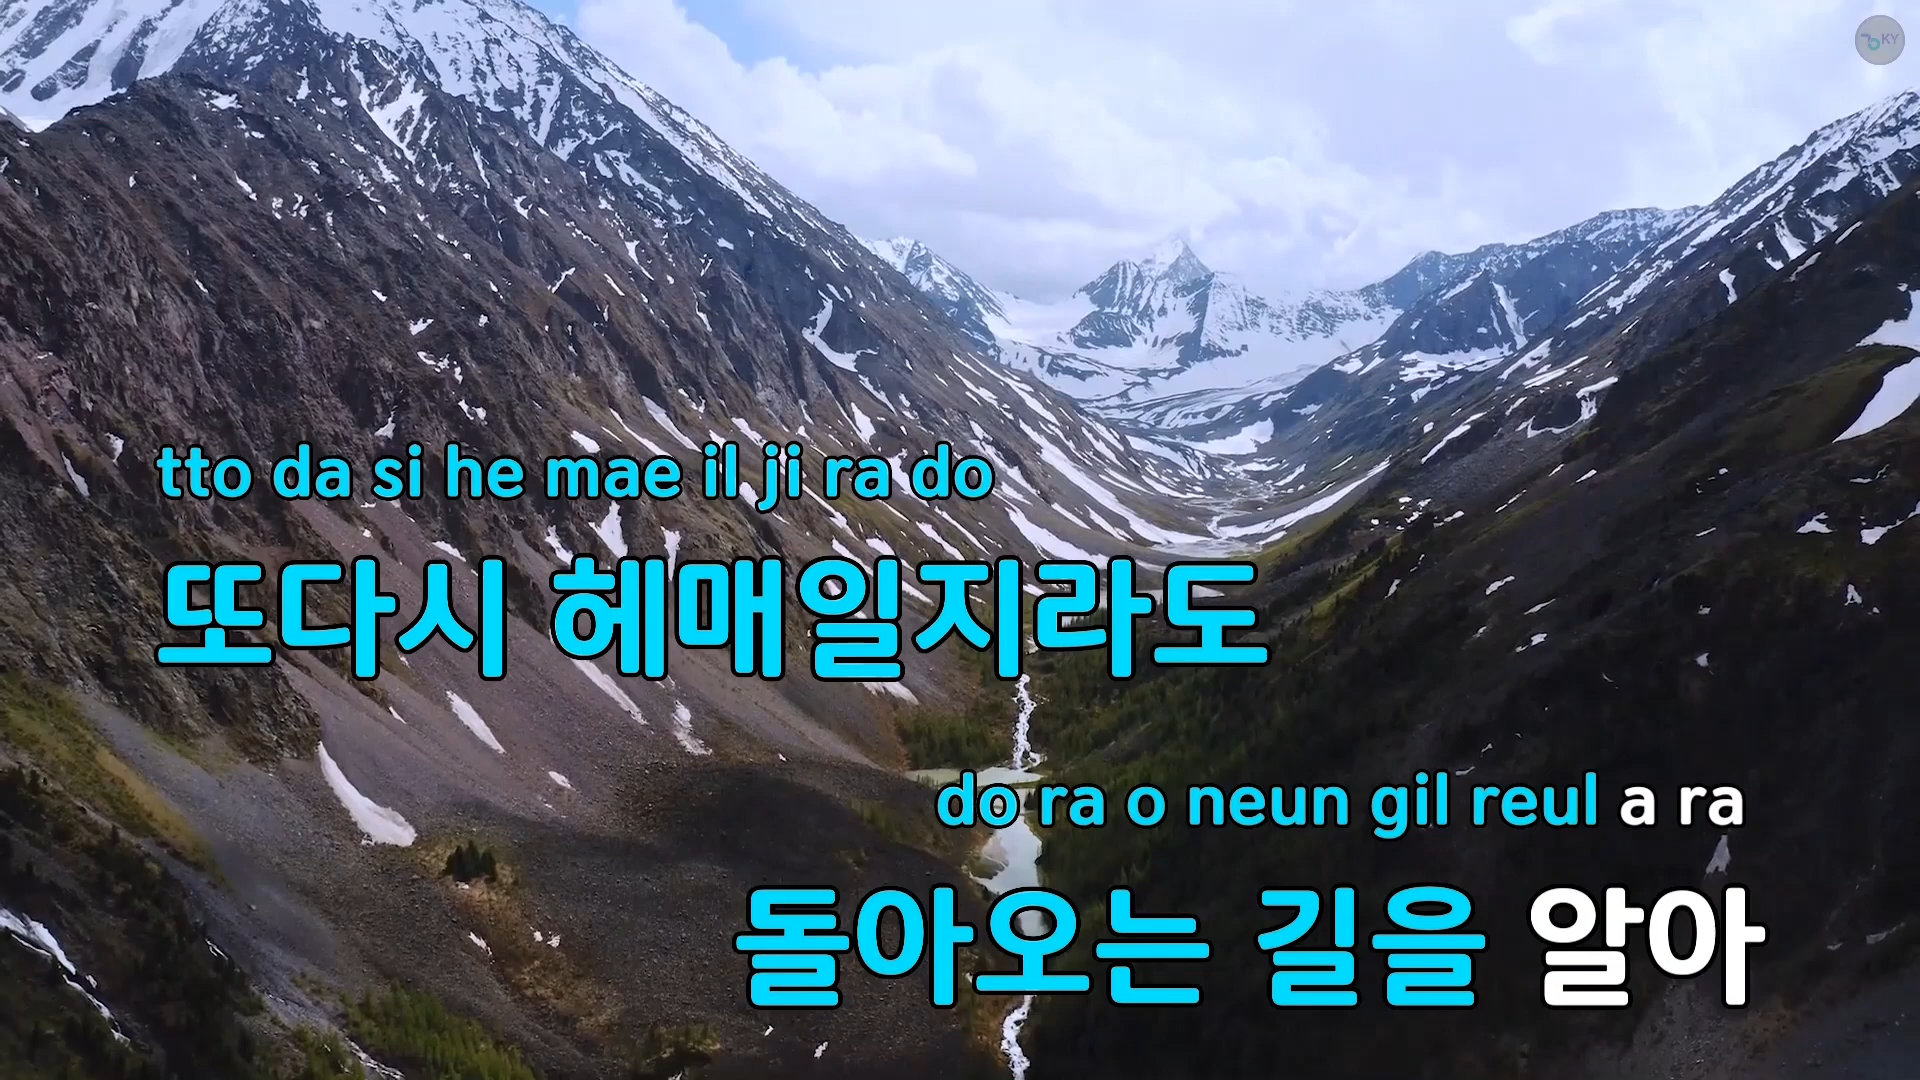 KY
tto da si he mae il ji ra do
또다시 헤매일지라도
do ra o neun gil reul a ra
돌아오는 길을 알아